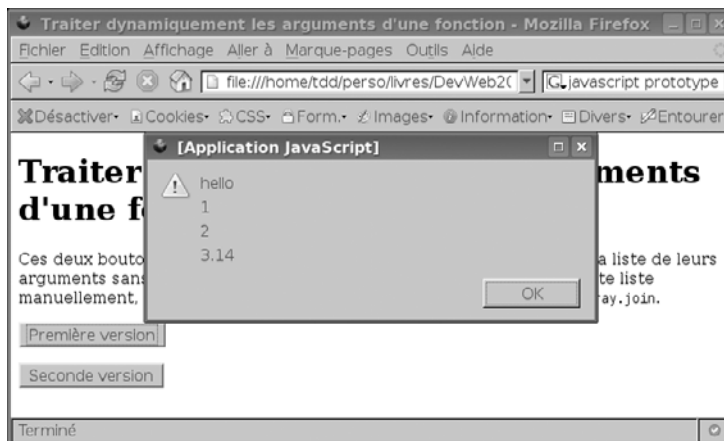 Traiter dynamiquement les arguments d'une fonction - Mozilla Firefox
Fichier Edition Affichage Aller à Marque-pages Outils Aide
file:///home/tdd/perso/livres/DevWeb2( javascript prototype
Désactiver Cookies CSS Form. Images Information Divers Entourer
[Application JavaScript]
hello
1
2
3.14
OK
Traiter ments
d'une f
Ces deux bouto a liste de leurs
arguments sans te liste
manuellement, ay.join.
Première version
Seconde version
Terminé